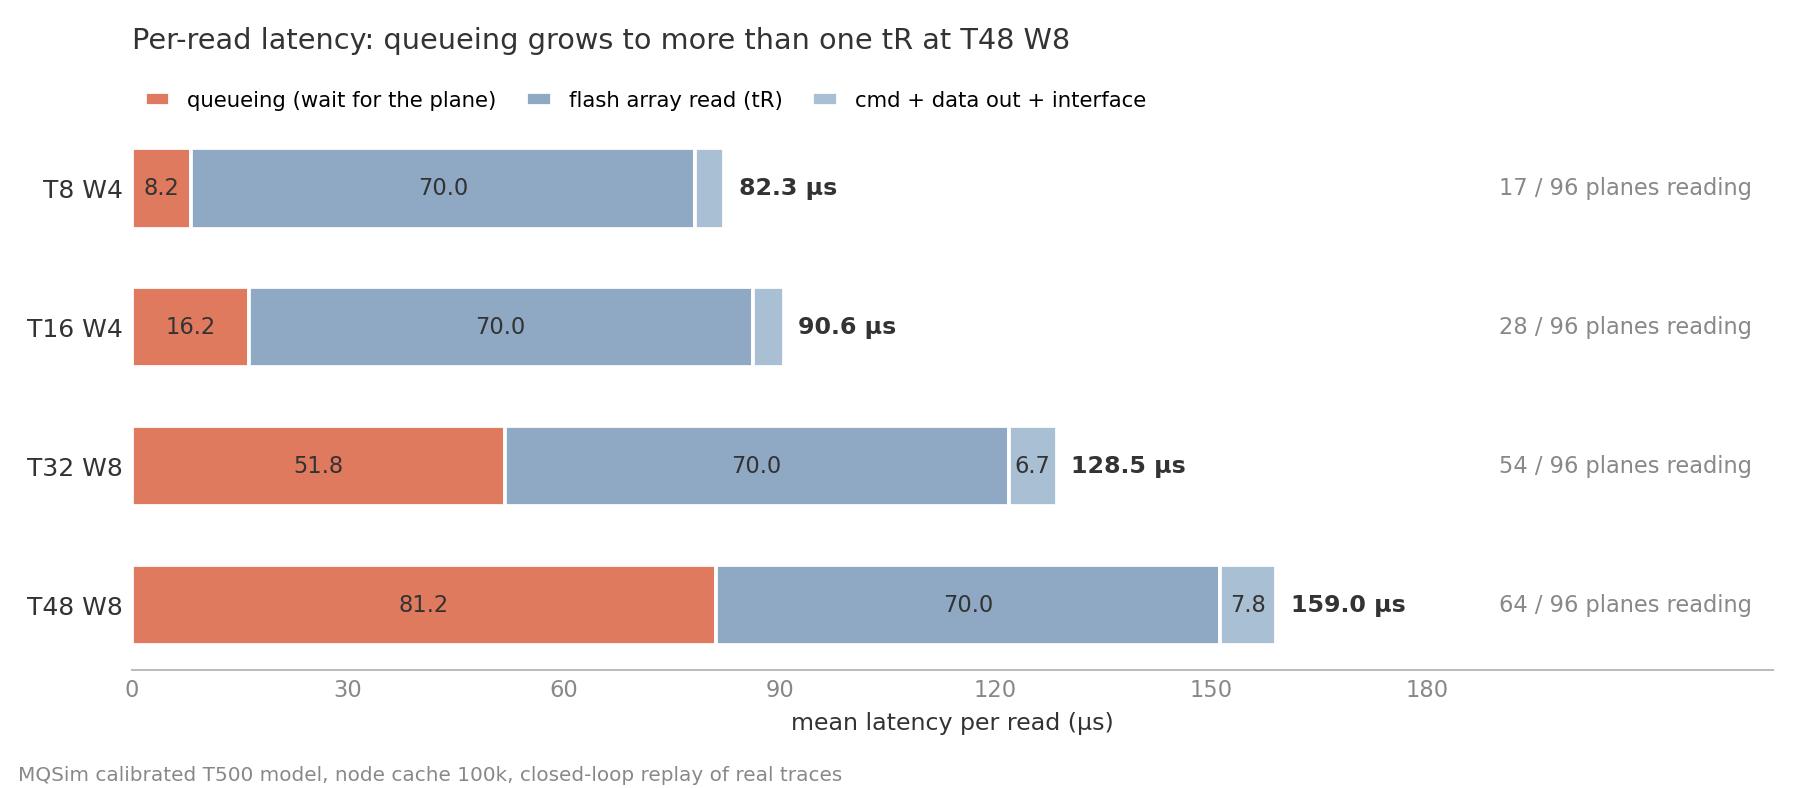 Per-read latency: queueing grows to more than one tR at T48 W8
queueing (wait for the plane) flash array read (tR) cmd + data out + interface
T8 W4 8.2 70.0 82.3 µs 17 / 96 planes reading
T16 W4 16.2 70.0 90.6 µs 28 / 96 planes reading
T32 W8 51.8 70.0 6.7 128.5 µs 54 / 96 planes reading
T48 W8 81.2 70.0 7.8 159.0 µs 64 / 96 planes reading
0 30 60 90 120 150 180
mean latency per read (µs)
MQSim calibrated T500 model, node cache 100k, closed-loop replay of real traces